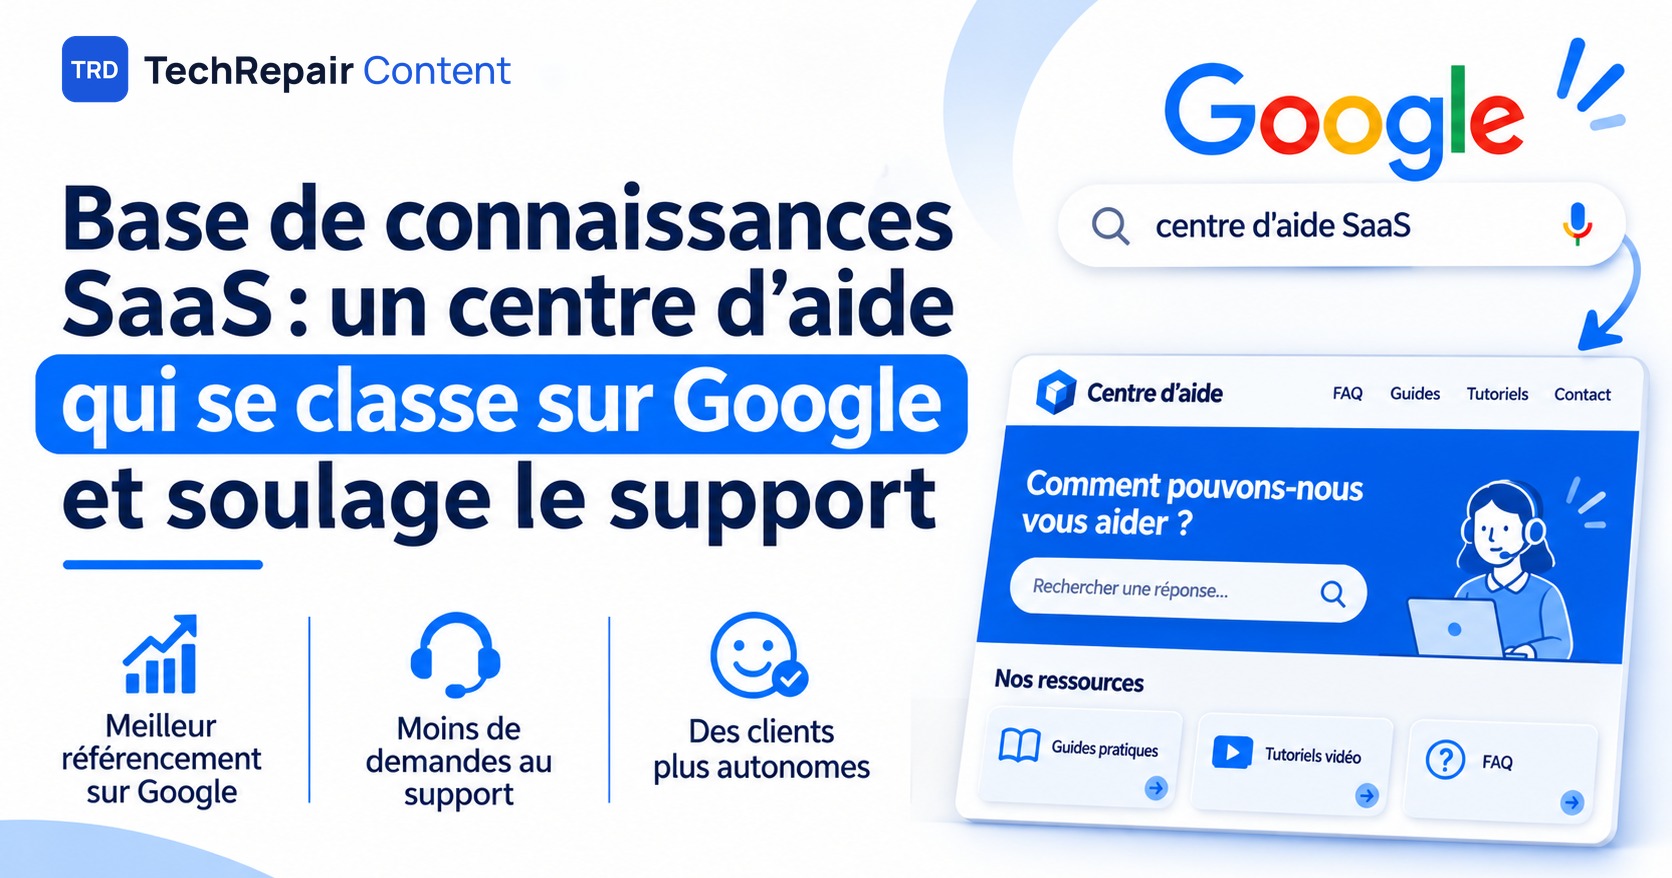 TRD TechRepair Content
Base de connaissances
SaaS : un centre d’aide
qui se classe sur Google
et soulage le support
Meilleur
référencement
sur Google
Moins de
demandes au
support
Des clients
plus autonomes
Google
centre d’aide SaaS
Centre d’aide FAQ Guides Tutoriels Contact
Comment pouvons-nous
vous aider ?
Rechercher une réponse...
Nos ressources
Guides pratiques
Tutoriels vidéo
FAQ